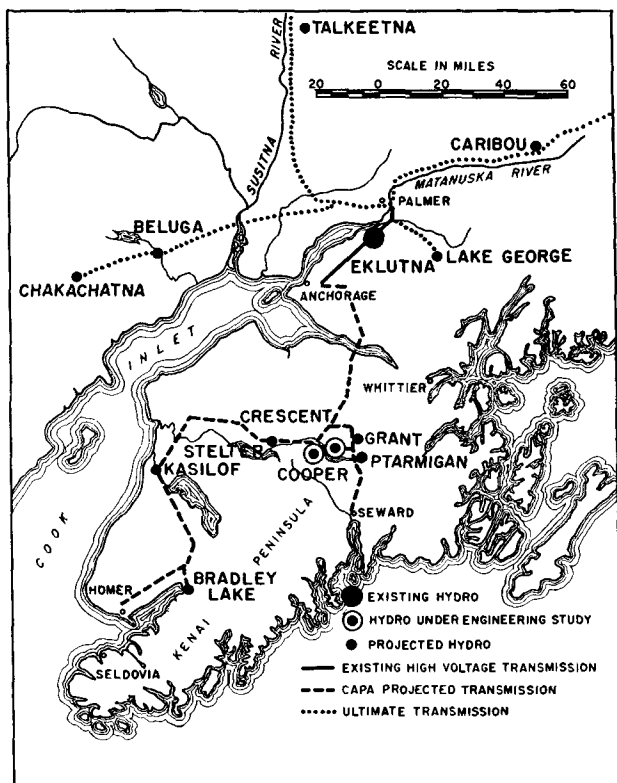 TALKEETNA
RIVER
SCALE IN MILES
20 0 20 40 60
CARIBOU
SUSITNA
MATANUSKA RIVER
PALMER
BELUGA
EKLUTNA
LAKE GEORGE
CHAKACHATNA
ANCHORAGE
INLET
WHITTIER
CRESCENT
GRANT
STELTER
COOPER
PTARMIGAN
KASILOF
SEWARD
COOK
PENINSULA
HOMER
BRADLEY
LAKE
KENAI
SELDOVIA
EXISTING HYDRO
HYDRO UNDER ENGINEERING STUDY
PROJECTED HYDRO
EXISTING HIGH VOLTAGE TRANSMISSION
CAPA PROJECTED TRANSMISSION
ULTIMATE TRANSMISSION